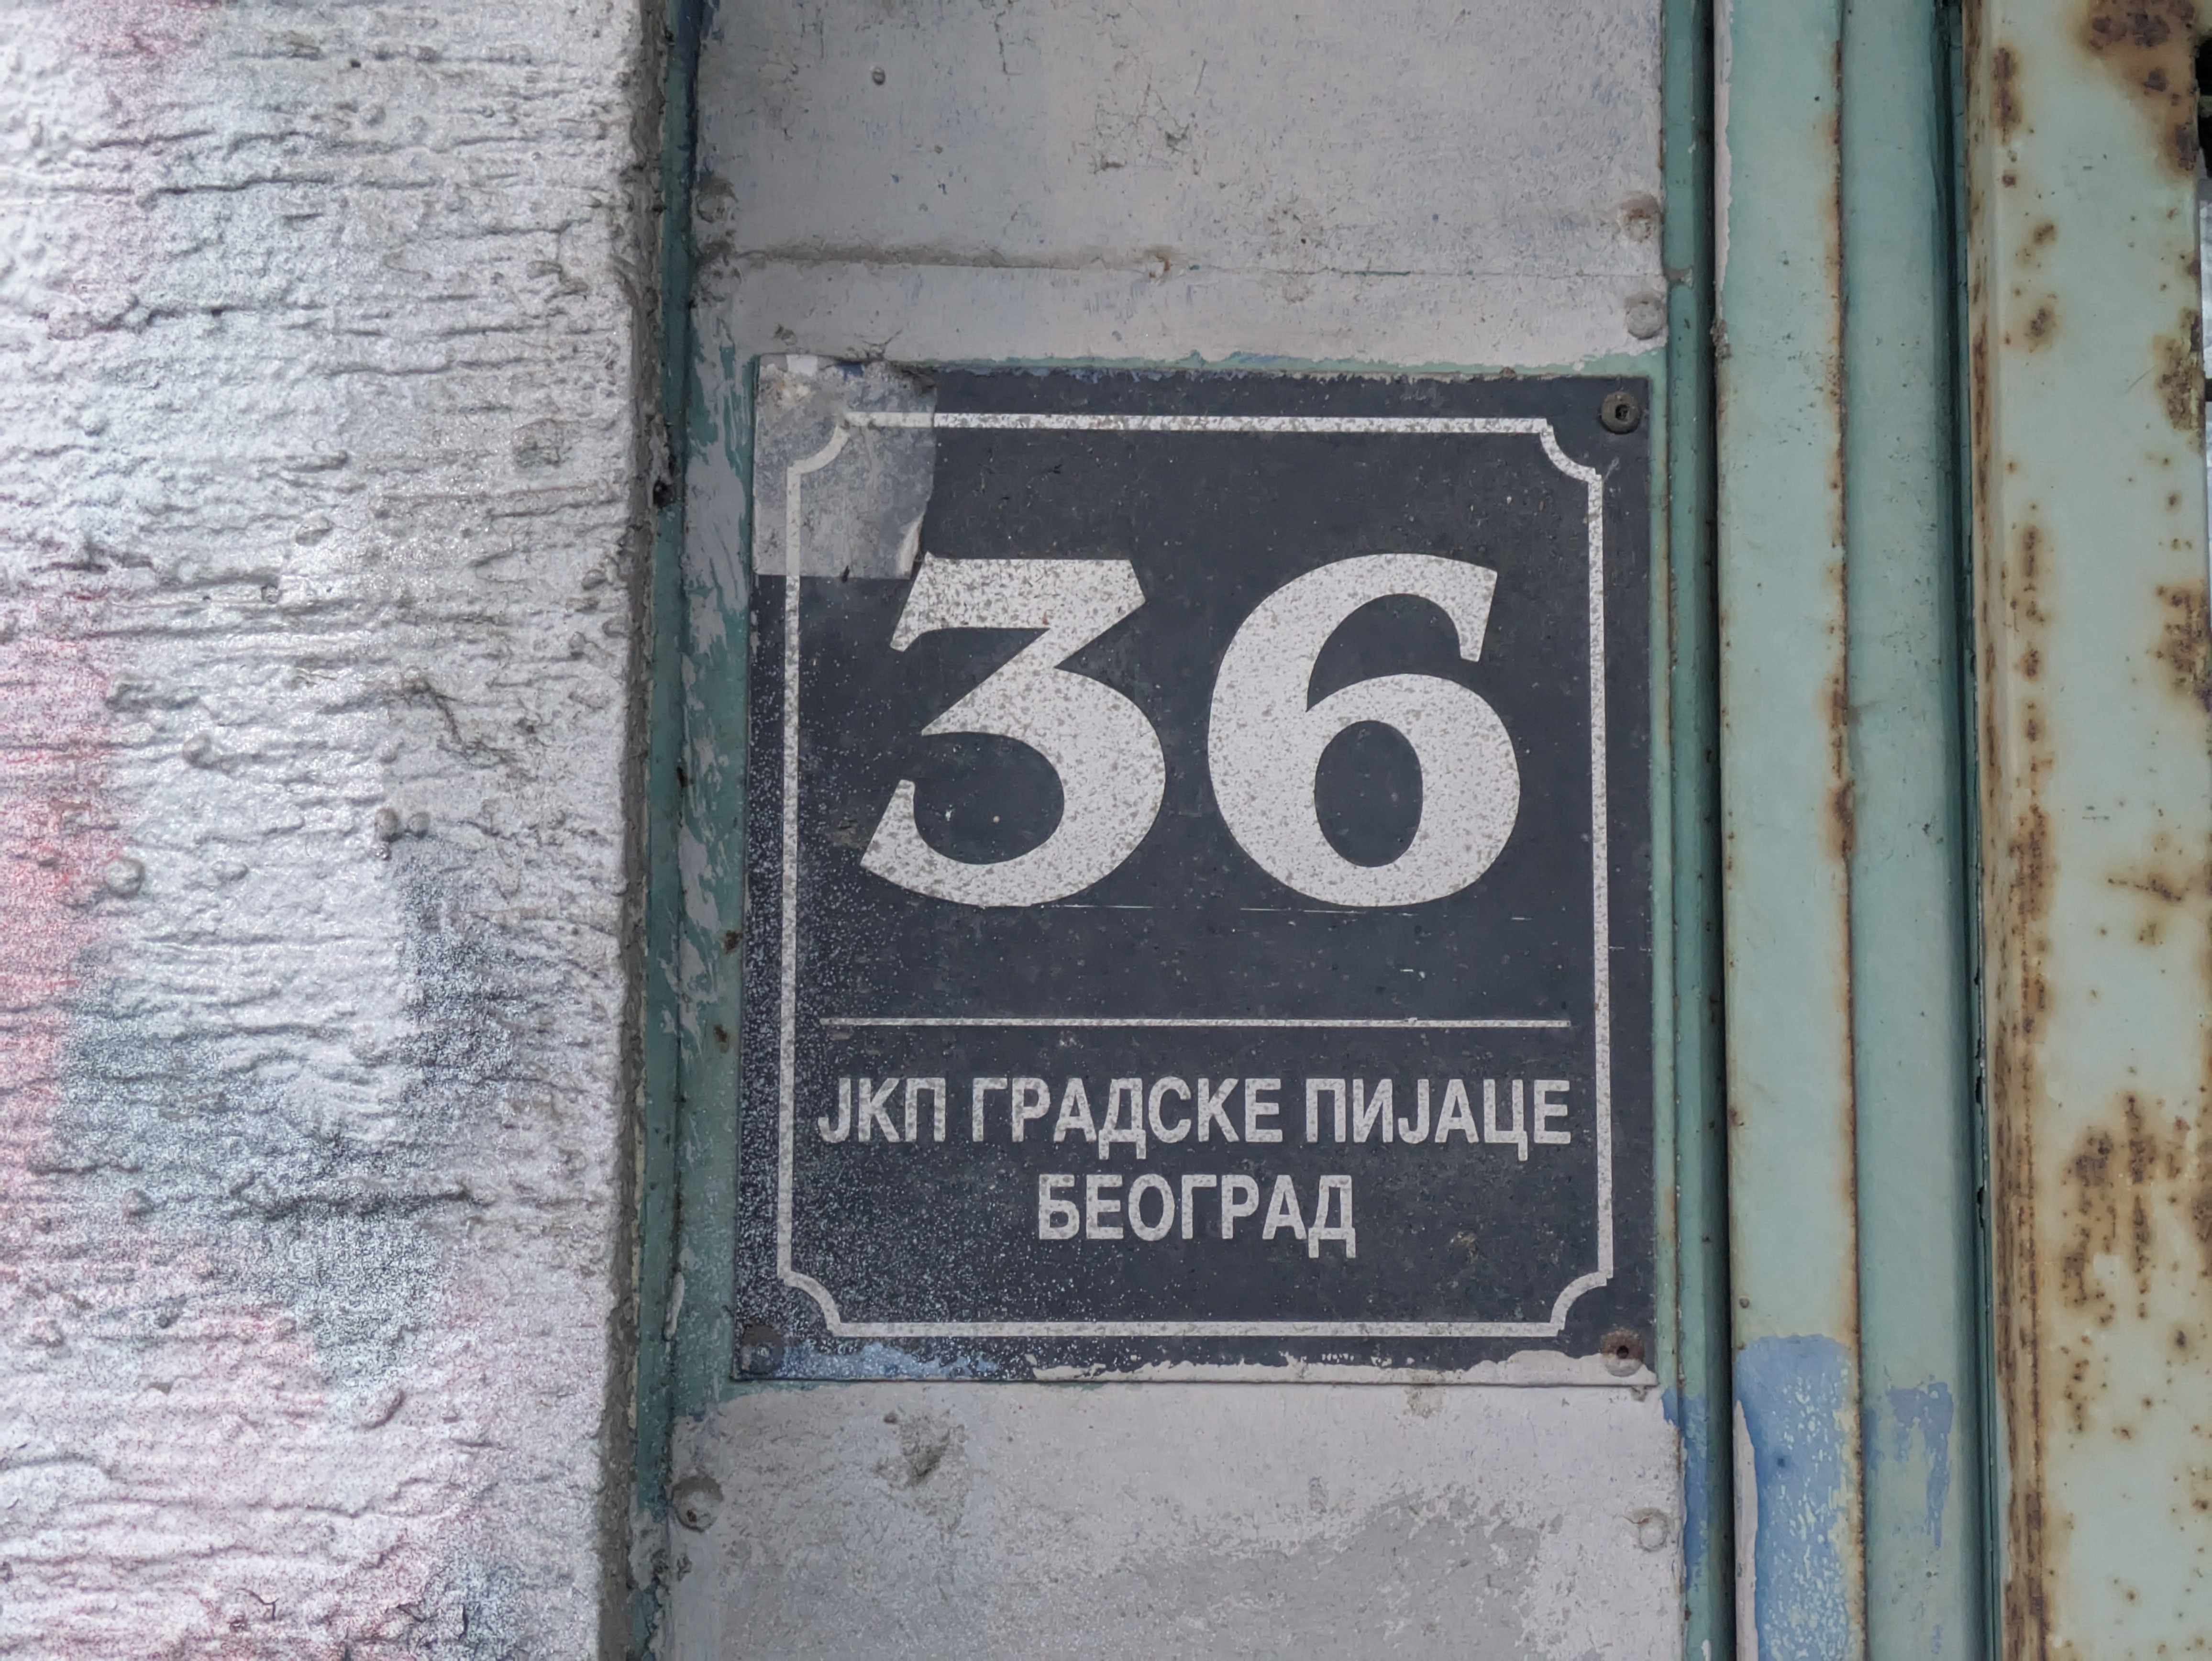 36
ЈКП ГРАДСКЕ ПИЈАЦЕ
БЕОГРАД